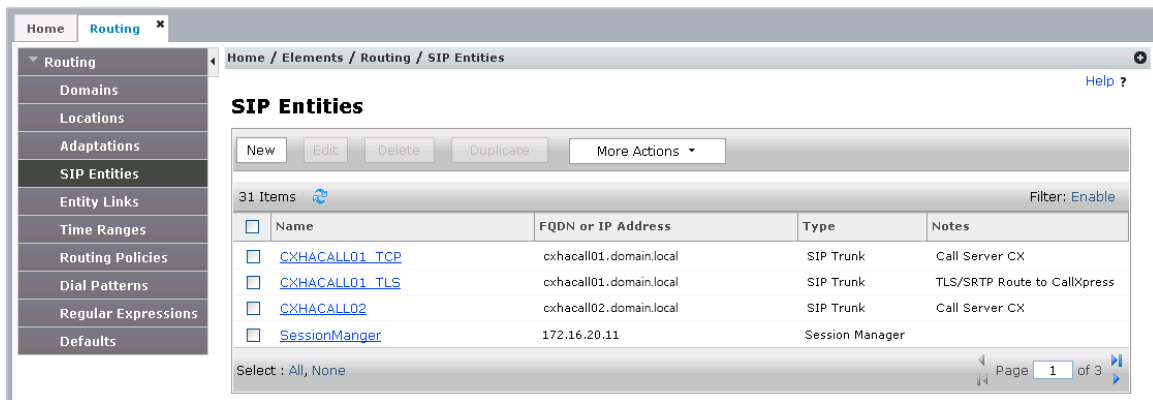 Home Routing ×
Routing
Domains
Locations
Adaptations
SIP Entities
Entity Links
Time Ranges
Routing Policies
Dial Patterns
Regular Expressions
Defaults
Home / Elements / Routing / SIP Entities
Help ?
SIP Entities
New Edit Delete Duplicate More Actions
31 Items Filter: Enable
Name FQDN or IP Address Type Notes
CXHACALL01_TCP cxhacall01.domain.local SIP Trunk Call Server CX
CXHACALL01_TLS cxhacall01.domain.local SIP Trunk TLS/SRTP Route to CallXpress
CXHACALL02 cxhacall02.domain.local SIP Trunk Call Server CX
SessionManger 172.16.20.11 Session Manager
Select : All, None Page 1 of 3